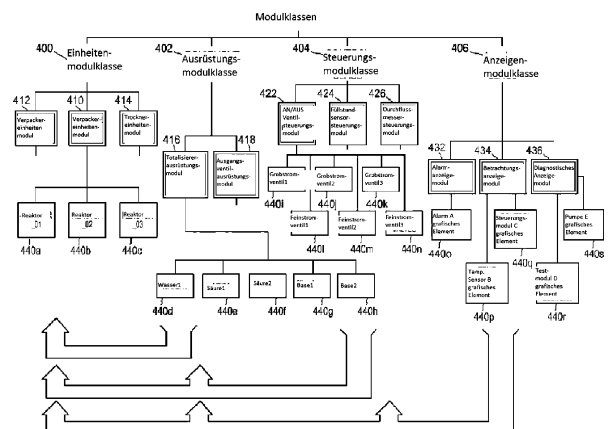 Modulklassen
400
Einheiten-
modulklasse
402
Ausrüstungs-
modulklasse
404
Steuerungs-
modulklasse
406
Anzeigen-
modulklasse
412
Verpacker-
einheiten
modul
410
Verpacker-
einheiten-
modul
414
einheiten-
modul
416
Totalisierer-
ausrüstungs-
modul
418
Ausgangs-
ventil-
ausrüstungs-
modul
422
AN/AUS
Ventil-
steuerungs-
modul
424
Füllstand-
sensor-
steuerungs-
modul
426
Durchfluss-
messer-
steuerungs-
modul
432
Alarm-
anzeige-
modul
434
Betrachtungs-
anzeige-
modul
436
Diagnostisches
Anzeige-
modul
Reaktor
_01
440a
Reaktor
_02
440b
Reaktor
_03
440c
Grobstrom-
ventil1
440i
Grobstrom-
ventil2
440j
Grobstrom-
ventil3
440k
Feinstrom-
ventil1
440l
Feinstrom-
ventil2
440m
Feinstrom-
ventil3
440n
Wasser1
440d
Säure1
440e
Säure2
440f
Base1
440g
Base2
440h
Alarm A
grafisches
Element
440o
Steuerungs-
modul C
grafisches
Element
440q
Pumpe E
grafisches
Element
440s
Temp.
Sensor B
grafisches
Element
440p
Test-
modul D
grafisches
Element
440r